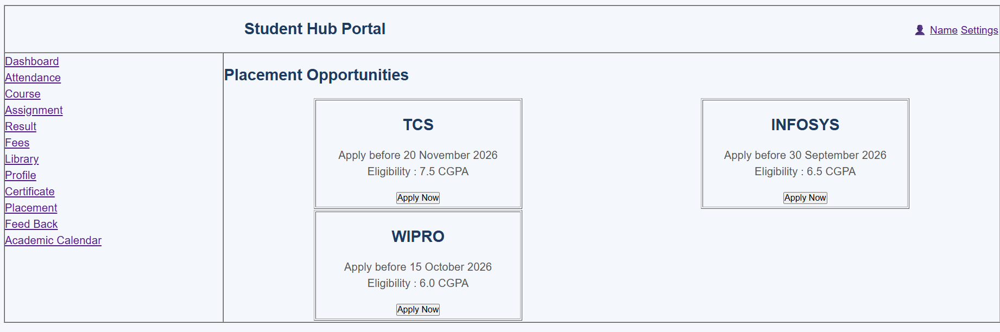 Student Hub Portal
Name Settings
Dashboard
Attendance
Course
Assignment
Result
Fees
Library
Profile
Certificate
Placement
Feed Back
Academic Calendar
Placement Opportunities
TCS
Apply before 20 November 2026
Eligibility : 7.5 CGPA
Apply Now
INFOSYS
Apply before 30 September 2026
Eligibility : 6.5 CGPA
Apply Now
WIPRO
Apply before 15 October 2026
Eligibility : 6.0 CGPA
Apply Now